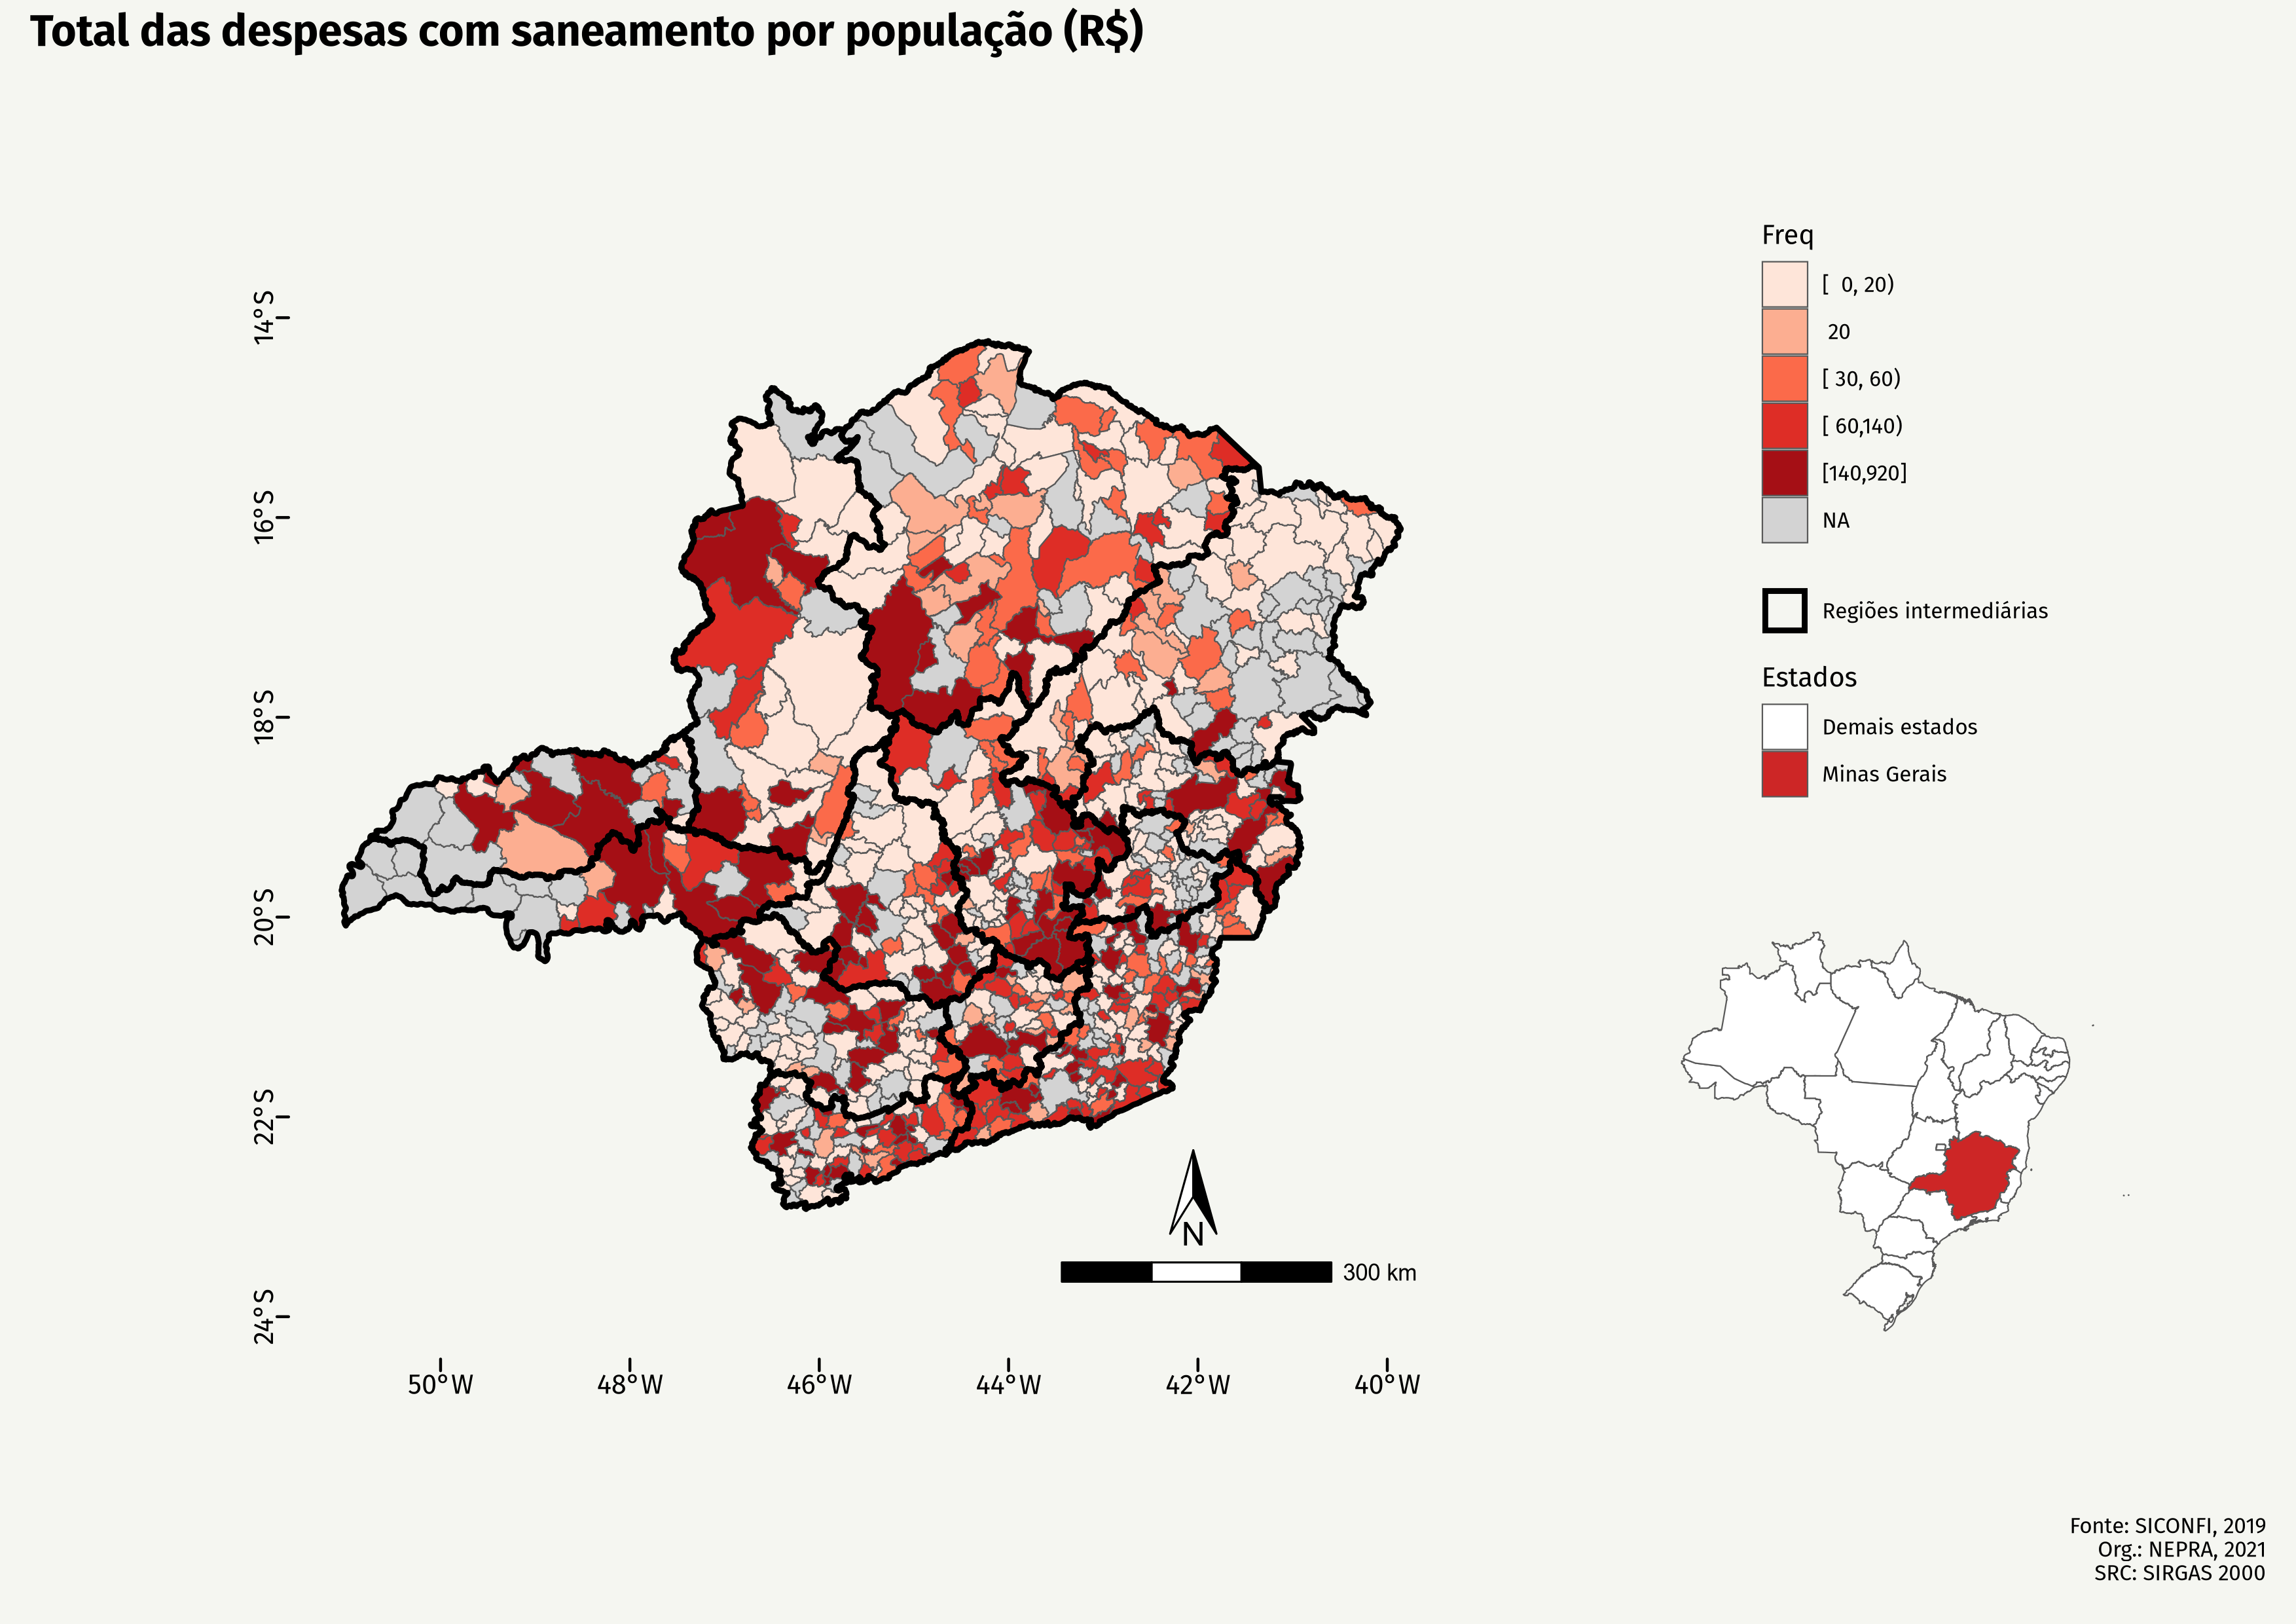 Total das despesas com saneamento por população (R$)
Freq
[  0, 20)
20
[ 30, 60)
[ 60,140)
[140,920]
NA
Regiões intermediárias
Estados
Demais estados
Minas Gerais
14°S
16°S
18°S
20°S
22°S
24°S
50°W
48°W
46°W
44°W
42°W
40°W
N
300 km
Fonte: SICONFI, 2019
Org.: NEPRA, 2021
SRC: SIRGAS 2000